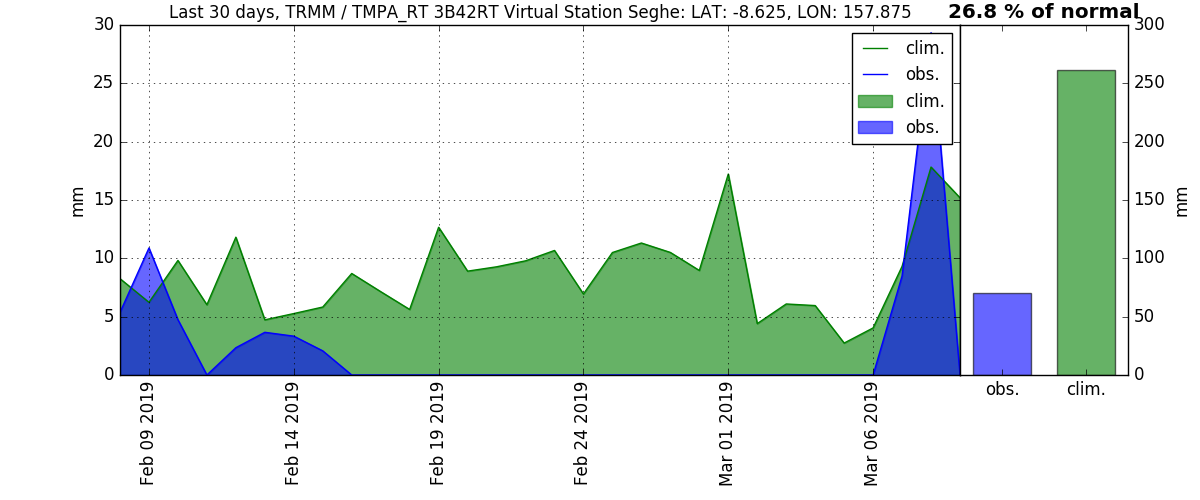 Last 30 days, TRMM / TMPA_RT 3B42RT Virtual Station Seghe: LAT: -8.625, LON: 157.875
26.8 % of normal
30
25
20
15
10
5
0
mm
clim.
obs.
clim.
obs.
Feb 09 2019
Feb 14 2019
Feb 19 2019
Feb 24 2019
Mar 01 2019
Mar 06 2019
300
250
200
150
100
50
0
mm
obs.
clim.